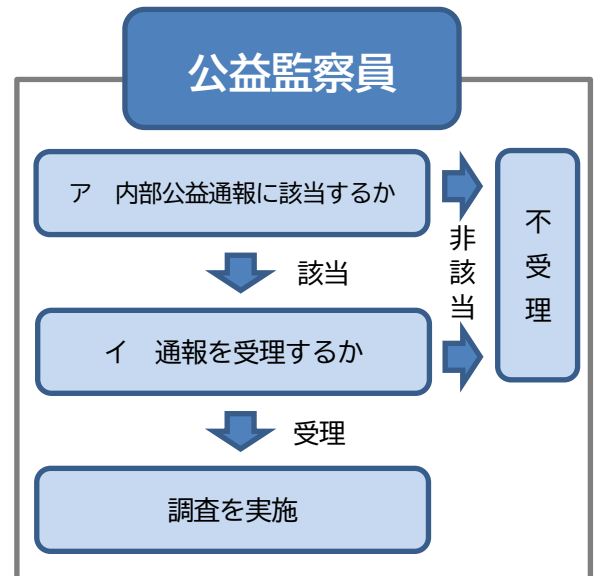 公益監察員
ア 内部公益通報に該当するか
非該当
不受理
該当
イ 通報を受理するか
受理
調査を実施